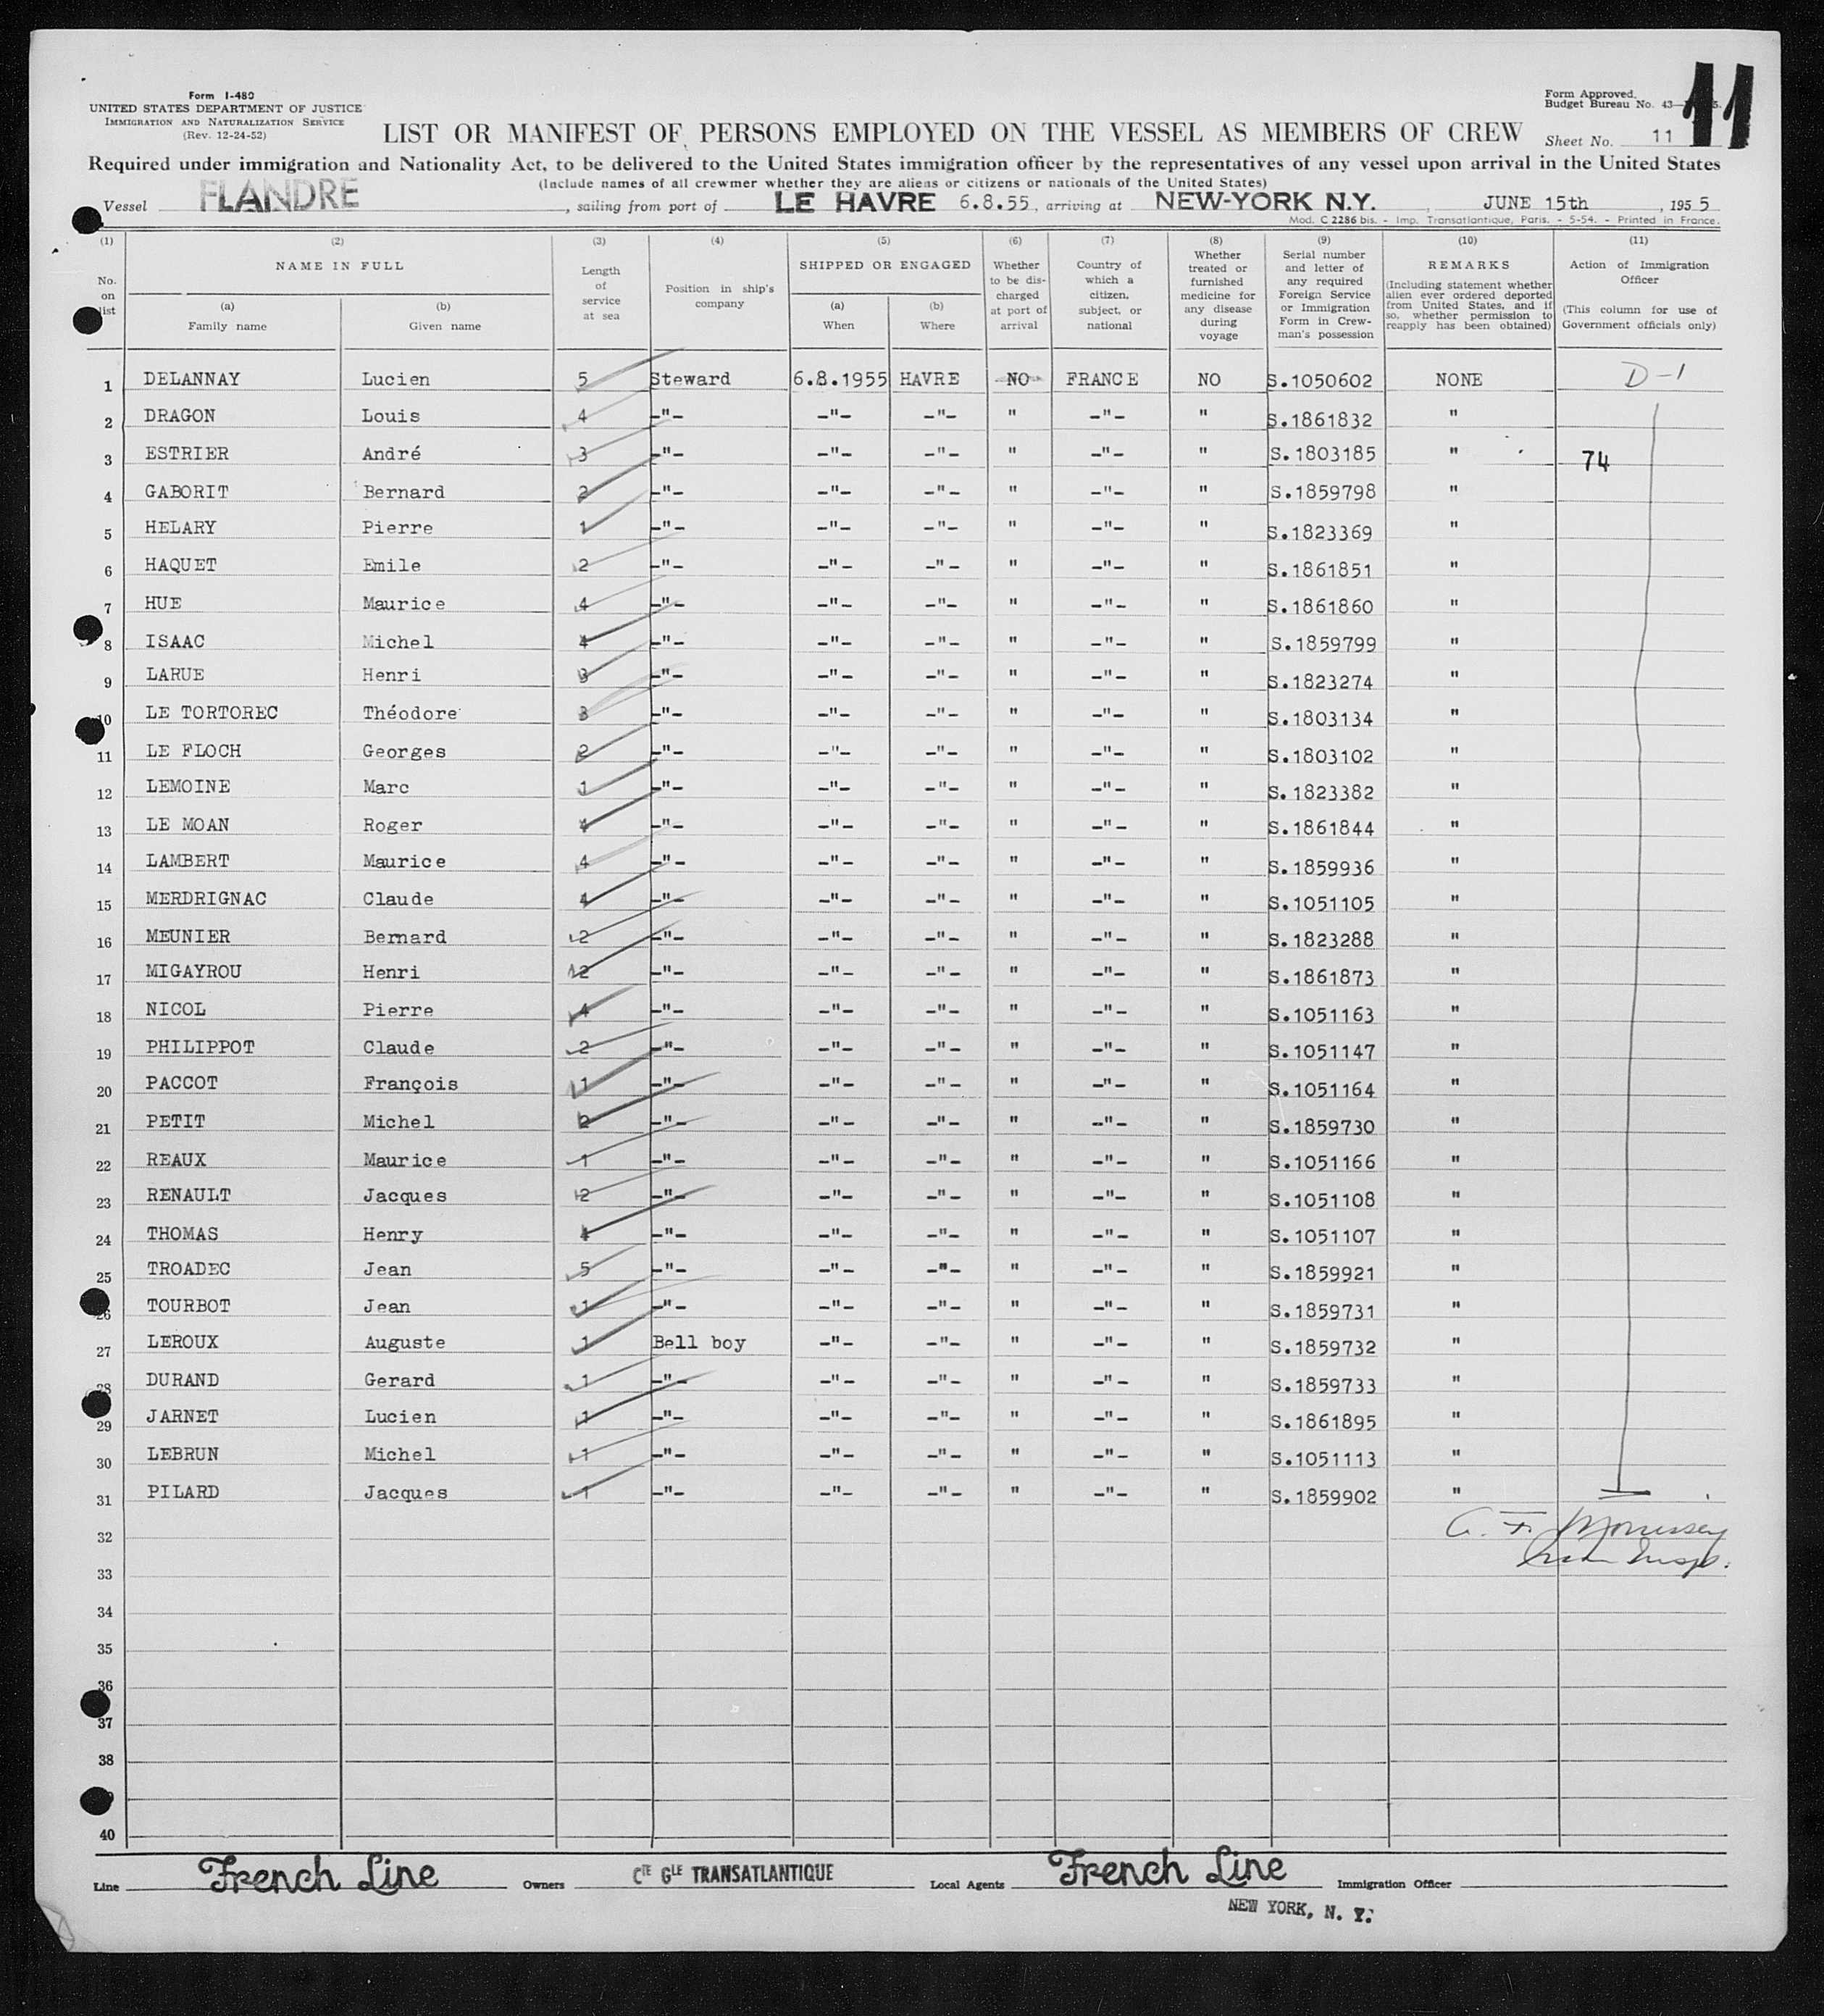 Form I-480
UNITED STATES DEPARTMENT OF JUSTICE
IMMIGRATION AND NATURALIZATION SERVICE
(Rev. 12-24-52)
LIST OR MANIFEST OF PERSONS EMPLOYED ON THE VESSEL AS MEMBERS OF CREW
Form Approved.
Budget Bureau No. 43
11
Sheet No. 11
Required under immigration and Nationality Act, to be delivered to the United States immigration officer by the representatives of any vessel upon arrival in the United States
(Include names of all crewmer whether they are aliens or citizens or nationals of the United States)
Vessel FLANDRE, sailing from port of LE HAVRE 6.8.55, arriving at NEW-YORK N.Y., JUNE 15th, 1955
Mod. C 2286 bis. - Imp. Transatlantique, Paris. - 5-54. - Printed in France.
(1) (2) (3) (4) (5) (6) (7) (8) (9) (10) (11)
No. on list
NAME IN FULL
(a) Family name
(b) Given name
Length of service at sea
Position in ship's company
SHIPPED OR ENGAGED
(a) When
(b) Where
Whether to be discharged at port of arrival
Country of which a citizen, subject, or national
Whether treated or furnished medicine for any disease during voyage
Serial number and letter of any required Foreign Service or Immigration Form in Crewman's possession
REMARKS
(Including statement whether alien ever ordered deported from United States, and if so, whether permission to reapply has been obtained)
Action of Immigration Officer
(This column for use of Government officials only)
1 DELANNAY Lucien 5 Steward 6.8.1955 HAVRE NO FRANCE NO S.1050602 NONE D-1
2 DRAGON Louis 4 -"- -"- -"- " -"- " S.1861832 "
3 ESTRIER André 3 -"- -"- -"- " -"- " S.1803185 " 74
4 GABORIT Bernard 2 -"- -"- -"- " -"- " S.1859798 "
5 HELARY Pierre 1 -"- -"- -"- " -"- " S.1823369 "
6 HAQUET Emile 2 -"- -"- -"- " -"- " S.1861851 "
7 HUE Maurice 4 -"- -"- -"- " -"- " S.1861860 "
8 ISAAC Michel 4 -"- -"- -"- " -"- " S.1859799 "
9 LARUE Henri 3 -"- -"- -"- " -"- " S.1823274 "
10 LE TORTOREC Théodore 3 -"- -"- -"- " -"- " S.1803134 "
11 LE FLOCH Georges 2 -"- -"- -"- " -"- " S.1803102 "
12 LEMOINE Marc 1 -"- -"- -"- " -"- " S.1823382 "
13 LE MOAN Roger 4 -"- -"- -"- " -"- " S.1861844 "
14 LAMBERT Maurice 4 -"- -"- -"- " -"- " S.1859936 "
15 MERDRIGNAC Claude 4 -"- -"- -"- " -"- " S.1051105 "
16 MEUNIER Bernard 2 -"- -"- -"- " -"- " S.1823288 "
17 MIGAYROU Henri 12 -"- -"- -"- " -"- " S.1861873 "
18 NICOL Pierre 4 -"- -"- -"- " -"- " S.1051163 "
19 PHILIPPOT Claude 2 -"- -"- -"- " -"- " S.1051147 "
20 PACCOT François 1 -"- -"- -"- " -"- " S.1051164 "
21 PETIT Michel 2 -"- -"- -"- " -"- " S.1859730 "
22 REAUX Maurice 1 -"- -"- -"- " -"- " S.1051166 "
23 RENAULT Jacques 2 -"- -"- -"- " -"- " S.1051108 "
24 THOMAS Henry 4 -"- -"- -"- " -"- " S.1051107 "
25 TROADEC Jean 5 -"- -"- -"- " -"- " S.1859921 "
26 TOURBOT Jean 1 -"- -"- -"- " -"- " S.1859731 "
27 LEROUX Auguste 1 Bell boy -"- -"- " -"- " S.1859732 "
28 DURAND Gerard 1 -"- -"- -"- " -"- " S.1859733 "
29 JARNET Lucien 1 -"- -"- -"- " -"- " S.1861895 "
30 LEBRUN Michel 1 -"- -"- -"- " -"- " S.1051113 "
31 PILARD Jacques 1 -"- -"- -"- " -"- " S.1859902 "
32 Morrissey
33
34
35
36
37
38
40
Line French Line Owners CIE GLE TRANSATLANTIQUE Local Agents French Line Immigration Officer
NEW YORK, N. Y.